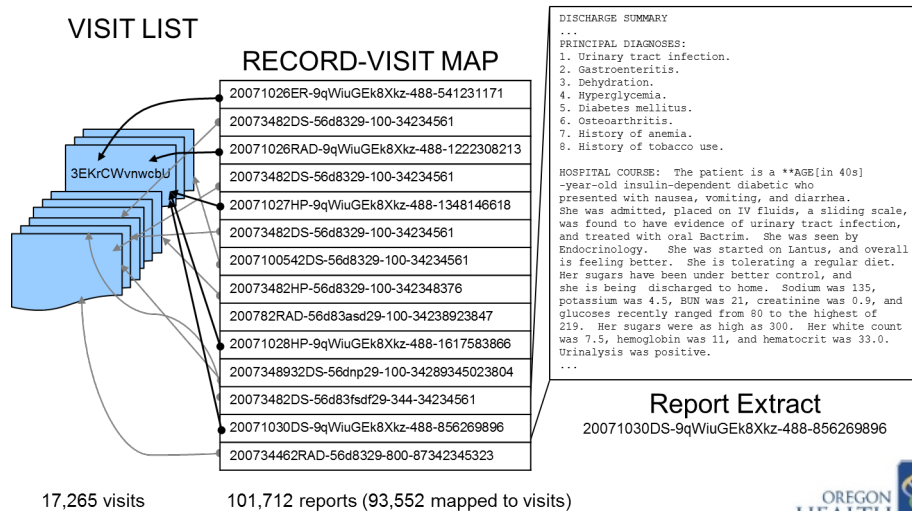 VISIT LIST
3EKrCWvnwcbU
RECORD-VISIT MAP
20071026ER-9qWiuGEk8Xkz-488-541231171
20073482DS-56d8329-100-34234561
20071026RAD-9qWiuGEk8Xkz-488-1222308213
20073482DS-56d8329-100-34234561
20071027HP-9qWiuGEk8Xkz-488-1348146618
20073482DS-56d8329-100-34234561
2007100542DS-56d8329-100-34234561
20073482HP-56d8329-100-342348376
200782RAD-56d83asd29-100-34238923847
20071028HP-9qWiuGEk8Xkz-488-1617583866
2007348932DS-56dnp29-100-34289345023804
20073482DS-56d83fsdf29-344-34234561
20071030DS-9qWiuGEk8Xkz-488-856269896
200734462RAD-56d8329-800-87342345323
DISCHARGE SUMMARY
...
PRINCIPAL DIAGNOSES:
1. Urinary tract infection.
2. Gastroenteritis.
3. Dehydration.
4. Hyperglycemia.
5. Diabetes mellitus.
6. Osteoarthritis.
7. History of anemia.
8. History of tobacco use.
HOSPITAL COURSE:  The patient is a **AGE[in 40s]
-year-old insulin-dependent diabetic who
presented with nausea, vomiting, and diarrhea.
She was admitted, placed on IV fluids, a sliding scale,
was found to have evidence of urinary tract infection,
and treated with oral Bactrim.  She was seen by
Endocrinology.  She was started on Lantus, and overall
is feeling better.  She is tolerating a regular diet.
Her sugars have been under better control, and
she is being  discharged to home.  Sodium was 135,
potassium was 4.5, BUN was 21, creatinine was 0.9, and
glucoses recently ranged from 80 to the highest of
219.  Her sugars were as high as 300.  Her white count
was 7.5, hemoglobin was 11, and hematocrit was 33.0.
Urinalysis was positive.
...
Report Extract
20071030DS-9qWiuGEk8Xkz-488-856269896
17,265 visits
101,712 reports (93,552 mapped to visits)
OREGON